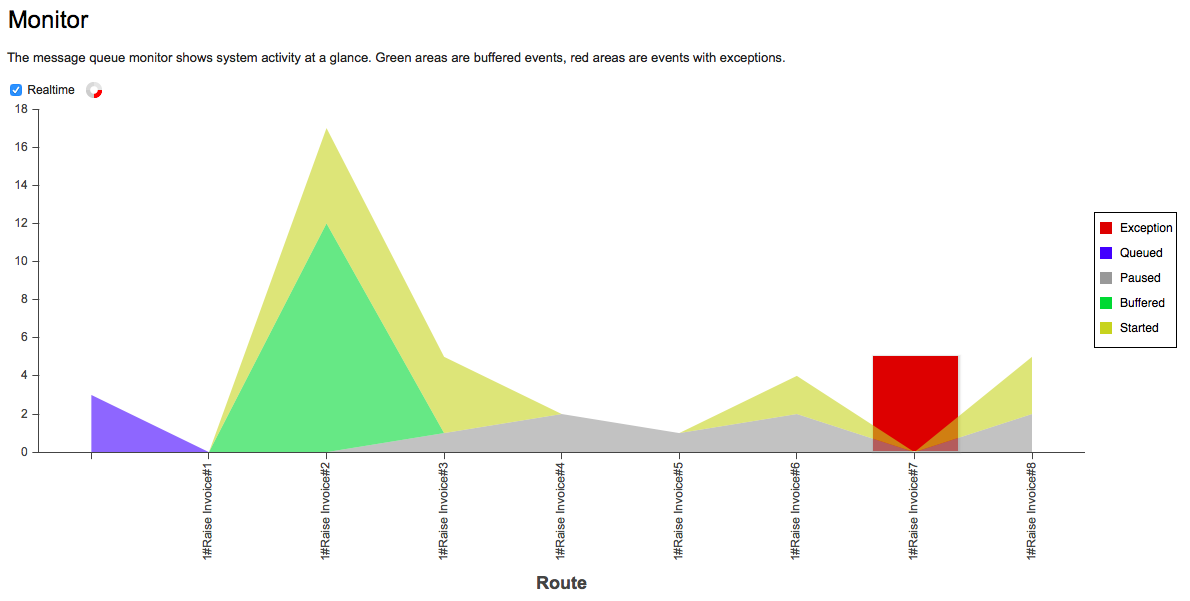 Monitor
The message queue monitor shows system activity at a glance. Green areas are buffered events, red areas are events with exceptions.
Realtime
18
16
14
12
10
8
6
4
2
0
1#Raise Invoice#1
1#Raise Invoice#2
1#Raise Invoice#3
1#Raise Invoice#4
1#Raise Invoice#5
1#Raise Invoice#6
1#Raise Invoice#7
1#Raise Invoice#8
Route
Exception
Queued
Paused
Buffered
Started